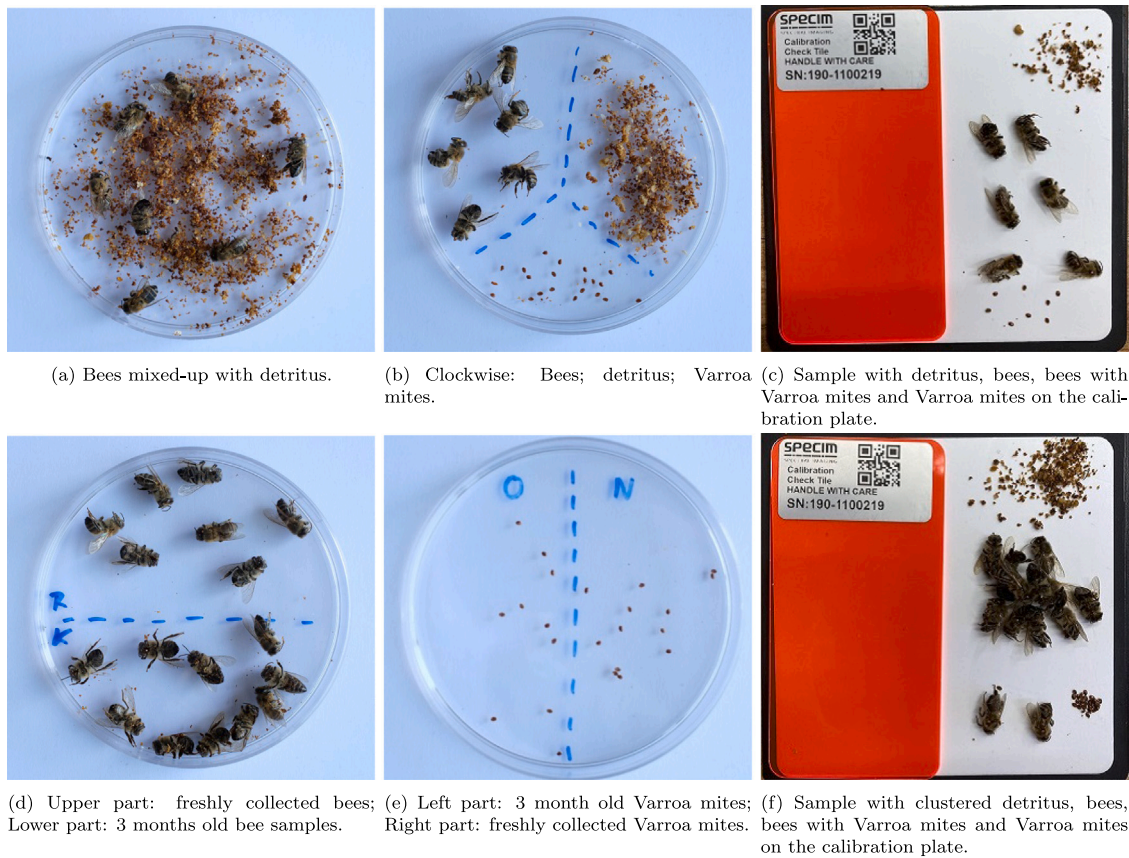 SPECIM
SPECTRAL IMAGING
Calibration
Check Tile
HANDLE WITH CARE
SN:190-1100219
(a) Bees mixed-up with detritus.
(b) Clockwise: Bees; detritus; Varroa
mites.
(c) Sample with detritus, bees, bees with
Varroa mites and Varroa mites on the cali-
bration plate.
R
K
O N
SPECIM
SPECTRAL IMAGING
Calibration
Check Tile
HANDLE WITH CARE
SN:190-1100219
(d) Upper part: freshly collected bees;
Lower part: 3 months old bee samples.
(e) Left part: 3 month old Varroa mites;
Right part: freshly collected Varroa mites.
(f) Sample with clustered detritus, bees,
bees with Varroa mites and Varroa mites
on the calibration plate.